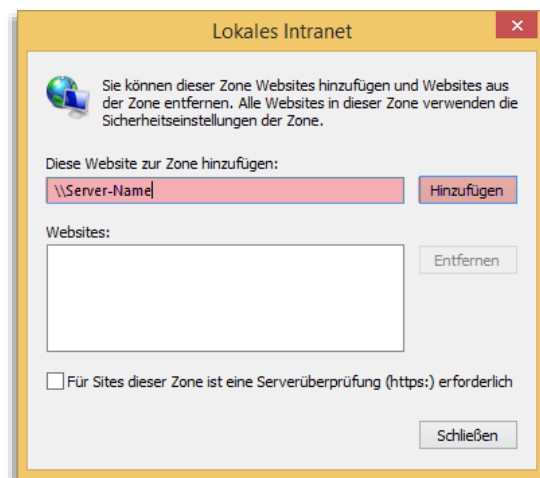 Lokales Intranet
Sie können dieser Zone Websites hinzufügen und Websites aus
der Zone entfernen. Alle Websites in dieser Zone verwenden die
Sicherheitseinstellungen der Zone.
Diese Website zur Zone hinzufügen:
\\Server-Name
Hinzufügen
Websites:
Entfernen
Für Sites dieser Zone ist eine Serverüberprüfung (https:) erforderlich
Schließen